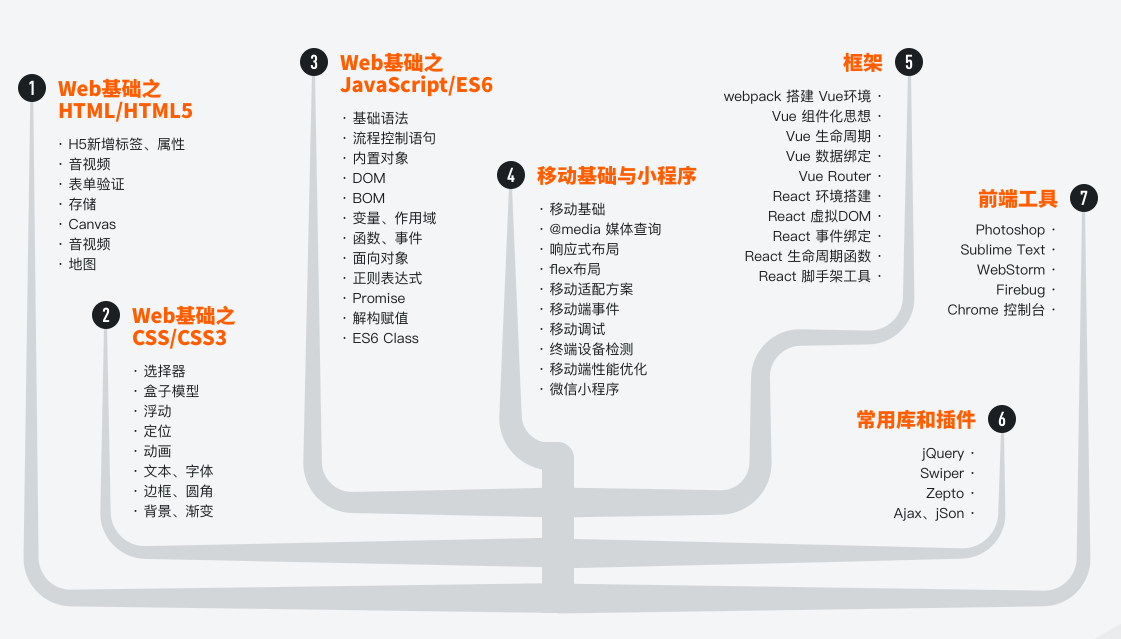 1
Web基础之
HTML/HTML5
· H5新增标签、属性
· 音视频
· 表单验证
· 存储
· Canvas
· 音视频
· 地图
2
Web基础之
CSS/CSS3
· 选择器
· 盒子模型
· 浮动
· 定位
· 动画
· 文本、字体
· 边框、圆角
· 背景、渐变
3
Web基础之
JavaScript/ES6
· 基础语法
· 流程控制语句
· 内置对象
· DOM
· BOM
· 变量、作用域
· 函数、事件
· 面向对象
· 正则表达式
· Promise
· 解构赋值
· ES6 Class
4
移动基础与小程序
· 移动基础
· @media 媒体查询
· 响应式布局
· flex布局
· 移动适配方案
· 移动端事件
· 移动调试
· 终端设备检测
· 移动端性能优化
· 微信小程序
框架 5
webpack 搭建 Vue环境 ·
Vue 组件化思想 ·
Vue 生命周期 ·
Vue 数据绑定 ·
Vue Router ·
React 环境搭建 ·
React 虚拟DOM ·
React 事件绑定 ·
React 生命周期函数 ·
React 脚手架工具 ·
常用库和插件 6
jQuery ·
Swiper ·
Zepto ·
Ajax、jSon ·
前端工具 7
Photoshop ·
Sublime Text ·
WebStorm ·
Firebug ·
Chrome 控制台 ·